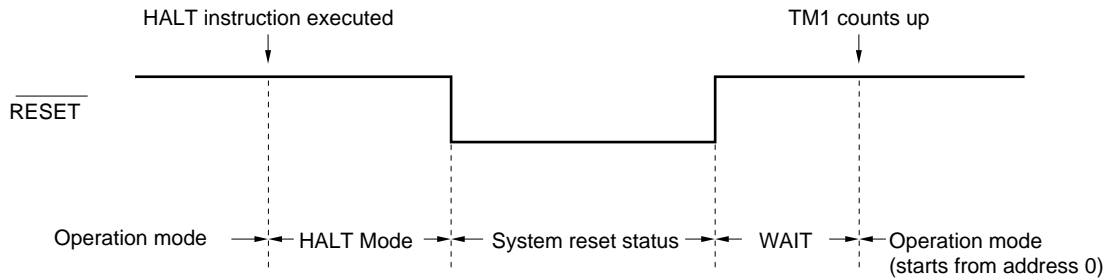 HALT instruction executed
TM1 counts up
RESET
Operation mode
HALT Mode
System reset status
WAIT
Operation mode
(starts from address 0)